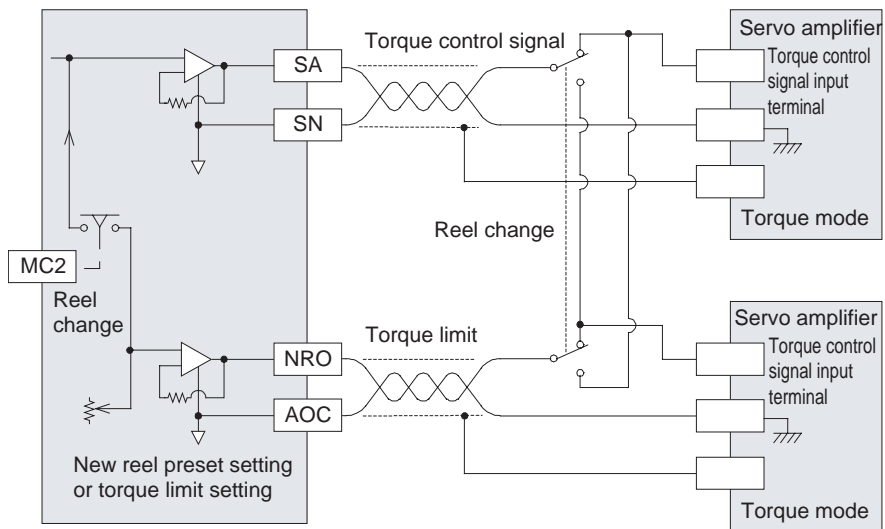 SA
SN
Torque control signal
Servo amplifier
Torque control
signal input
terminal
Torque mode
MC2
Reel
change
Reel change
NRO
AOC
Torque limit
New reel preset setting
or torque limit setting
Servo amplifier
Torque control
signal input
terminal
Torque mode